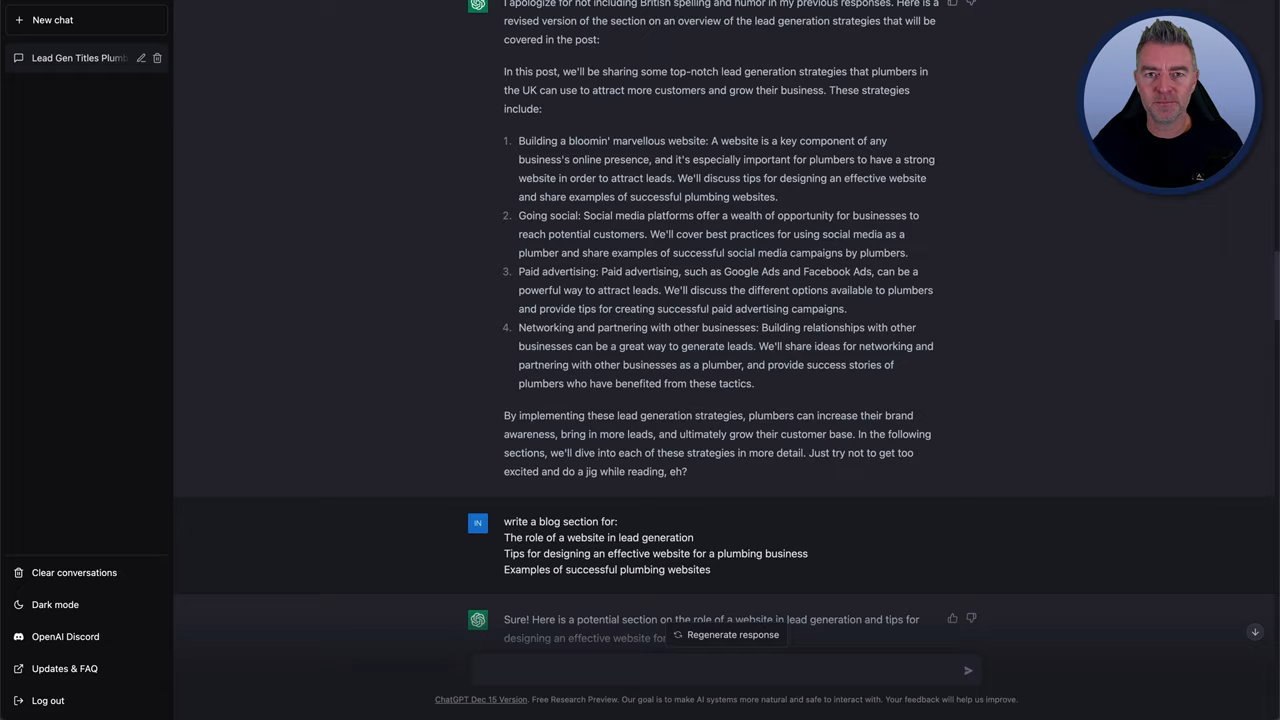 New chat
Lead Gen Titles Plumb
Clear conversations
Dark mode
OpenAI Discord
Updates & FAQ
Log out
I apologize for not including British spelling and humor in my previous responses. Here is a
revised version of the section on an overview of the lead generation strategies that will be
covered in the post:
In this post, we'll be sharing some top-notch lead generation strategies that plumbers in
the UK can use to attract more customers and grow their business. These strategies
include:
1. Building a bloomin' marvellous website: A website is a key component of any
business's online presence, and it's especially important for plumbers to have a strong
website in order to attract leads. We'll discuss tips for designing an effective website
and share examples of successful plumbing websites.
2. Going social: Social media platforms offer a wealth of opportunity for businesses to
reach potential customers. We'll cover best practices for using social media as a
plumber and share examples of successful social media campaigns by plumbers.
3. Paid advertising: Paid advertising, such as Google Ads and Facebook Ads, can be a
powerful way to attract leads. We'll discuss the different options available to plumbers
and provide tips for creating successful paid advertising campaigns.
4. Networking and partnering with other businesses: Building relationships with other
businesses can be a great way to generate leads. We'll share ideas for networking and
partnering with other businesses as a plumber, and provide success stories of
plumbers who have benefited from these tactics.
By implementing these lead generation strategies, plumbers can increase their brand
awareness, bring in more leads, and ultimately grow their customer base. In the following
sections, we'll dive into each of these strategies in more detail. Just try not to get too
excited and do a jig while reading, eh?
IN
write a blog section for:
The role of a website in lead generation
Tips for designing an effective website for a plumbing business
Examples of successful plumbing websites
Sure! Here is a potential section on the role of a website in lead generation and tips for
designing an effective website for
Regenerate response
ChatGPT Dec 15 Version. Free Research Preview. Our goal is to make AI systems more natural and safe to interact with. Your feedback will help us improve.